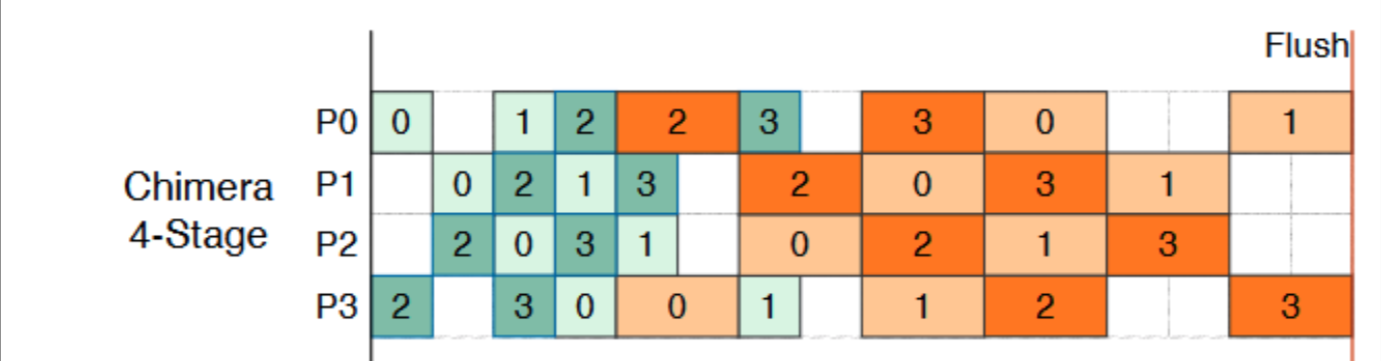 Flush
P0 0 1 2 2 3 3 0 1
Chimera
4-Stage
P1 0 2 1 3 2 0 3 1
P2 2 0 3 1 0 2 1 3
P3 2 3 0 0 1 1 2 3